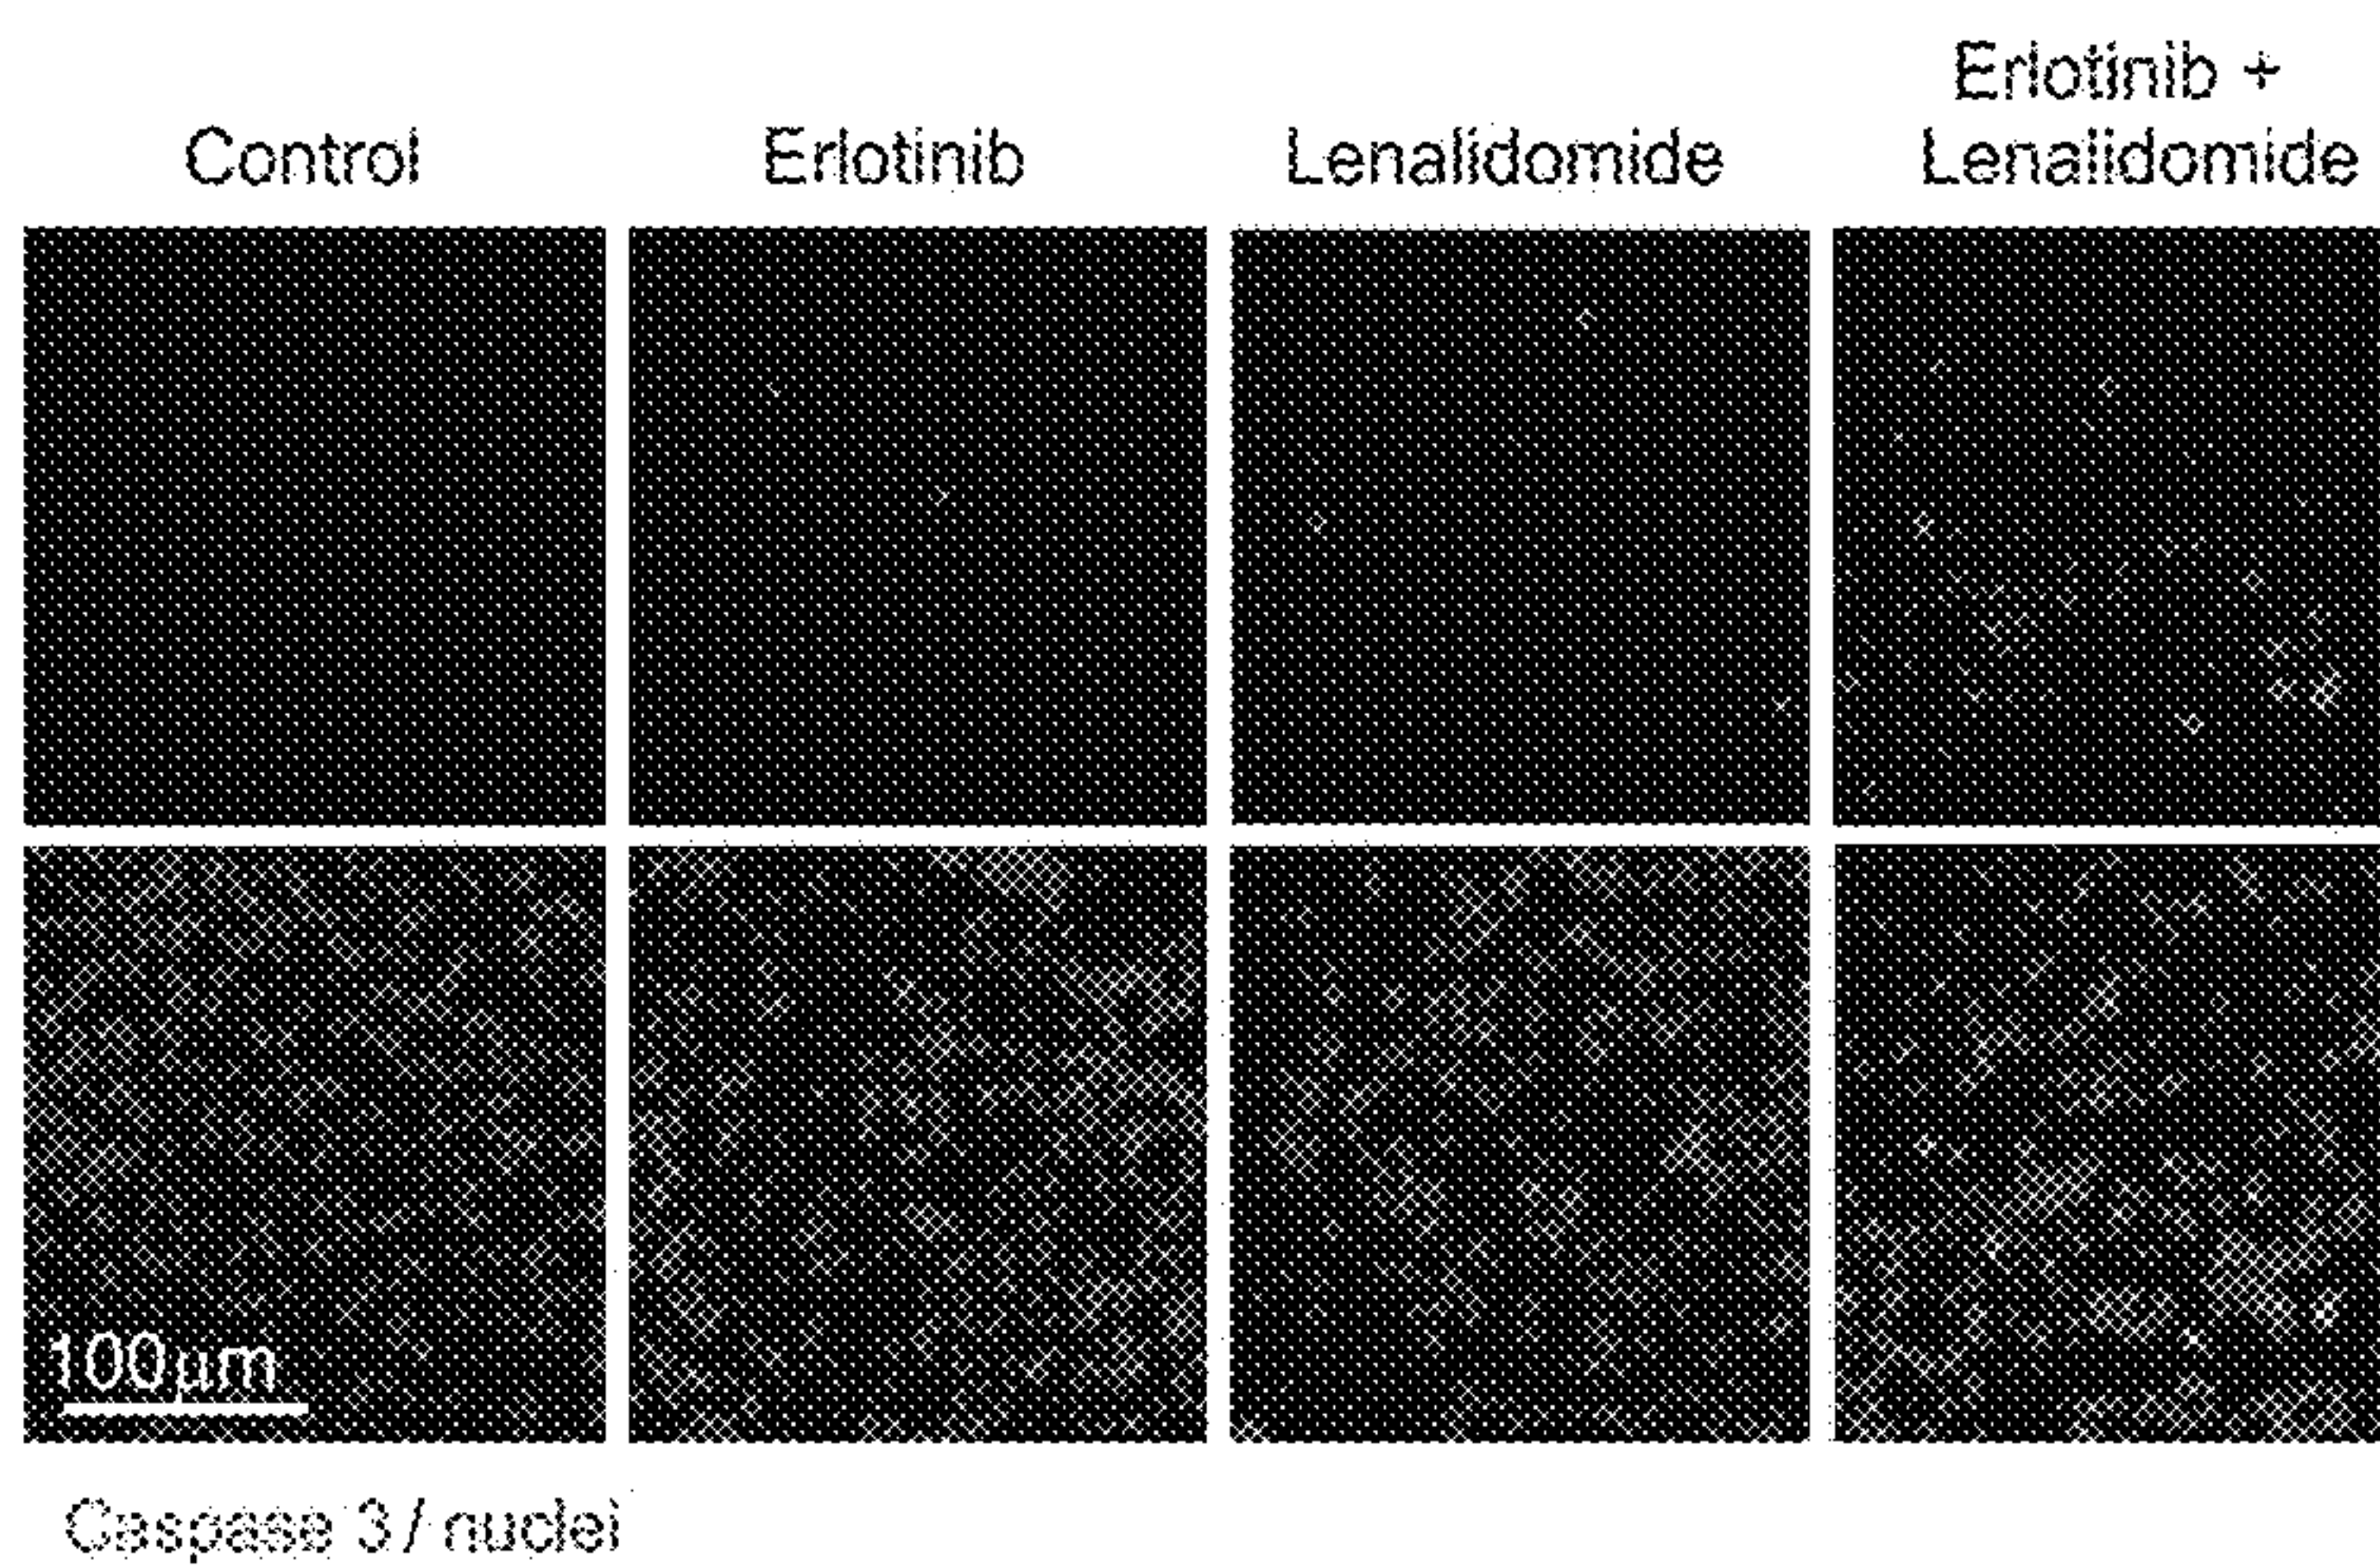 Control
Erlotinib
Lenalidomide
Erlotinib +
Lenalidomide
100µm
Caspase 3 / nuclei